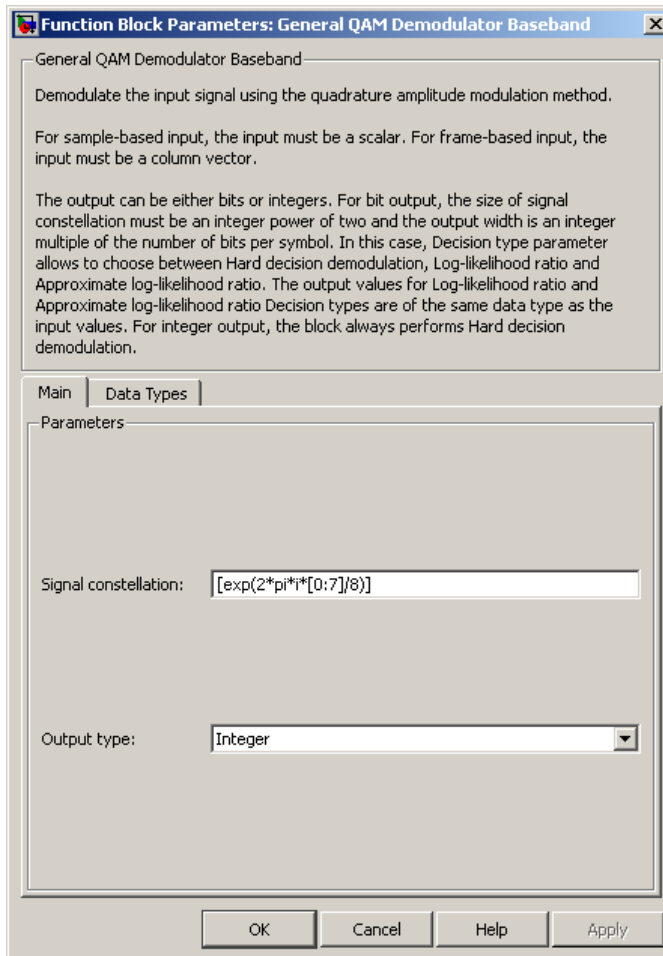 Function Block Parameters: General QAM Demodulator Baseband
General QAM Demodulator Baseband
Demodulate the input signal using the quadrature amplitude modulation method.
For sample-based input, the input must be a scalar. For frame-based input, the
input must be a column vector.
The output can be either bits or integers. For bit output, the size of signal
constellation must be an integer power of two and the output width is an integer
multiple of the number of bits per symbol. In this case, Decision type parameter
allows to choose between Hard decision demodulation, Log-likelihood ratio and
Approximate log-likelihood ratio. The output values for Log-likelihood ratio and
Approximate log-likelihood ratio Decision types are of the same data type as the
input values. For integer output, the block always performs Hard decision
demodulation.
Main Data Types
Parameters
Signal constellation: [exp(2*pi*i*[0:7]/8)]
Output type: Integer
OK Cancel Help Apply